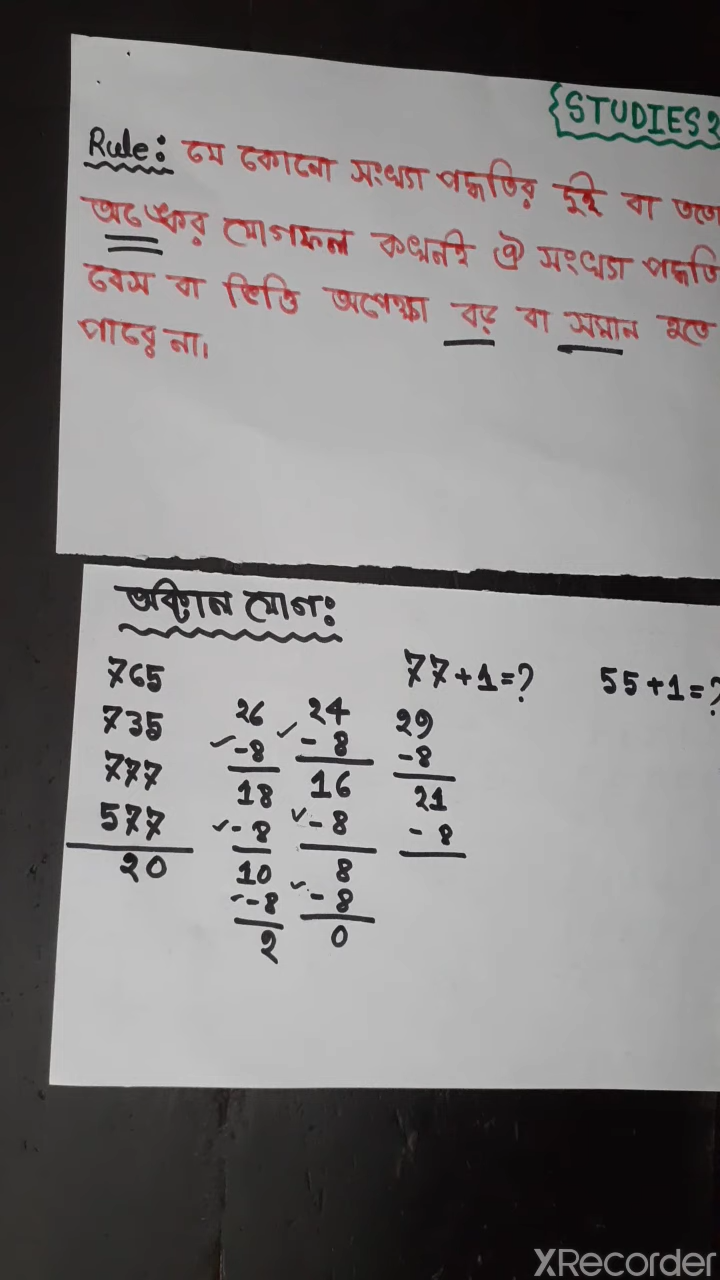 {STUDIES
Rule: যে কোনো সংখ্যা পদ্ধতির দুই বা ততো
অঙ্কের যোগফল কখনই ঐ সংখ্যা পদ্ধতি
বেস বা ভিত্তি অপেক্ষা বড় বা সমান হতে
পারবে না।
অক্টাল যোগ:
77+1=? 55+1=?
765
735 26 24 29
777 -8 -8 -8
18 16 21
577 -8 -8 -8
20 10 8
-8 -8
2 0
XRecorder